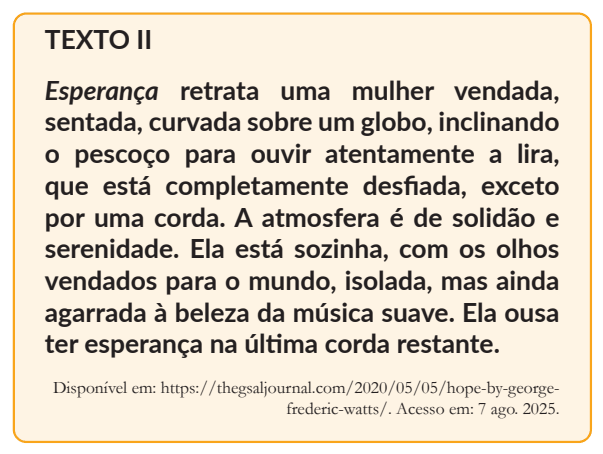 TEXTO II
Esperança retrata uma mulher vendada,
sentada, curvada sobre um globo, inclinando
o pescoço para ouvir atentamente a lira,
que está completamente desfiada, exceto
por uma corda. A atmosfera é de solidão e
serenidade. Ela está sozinha, com os olhos
vendados para o mundo, isolada, mas ainda
agarrada à beleza da música suave. Ela ousa
ter esperança na última corda restante.
Disponível em: https://thegsaljournal.com/2020/05/05/hope-by-george-
frederic-watts/. Acesso em: 7 ago. 2025.